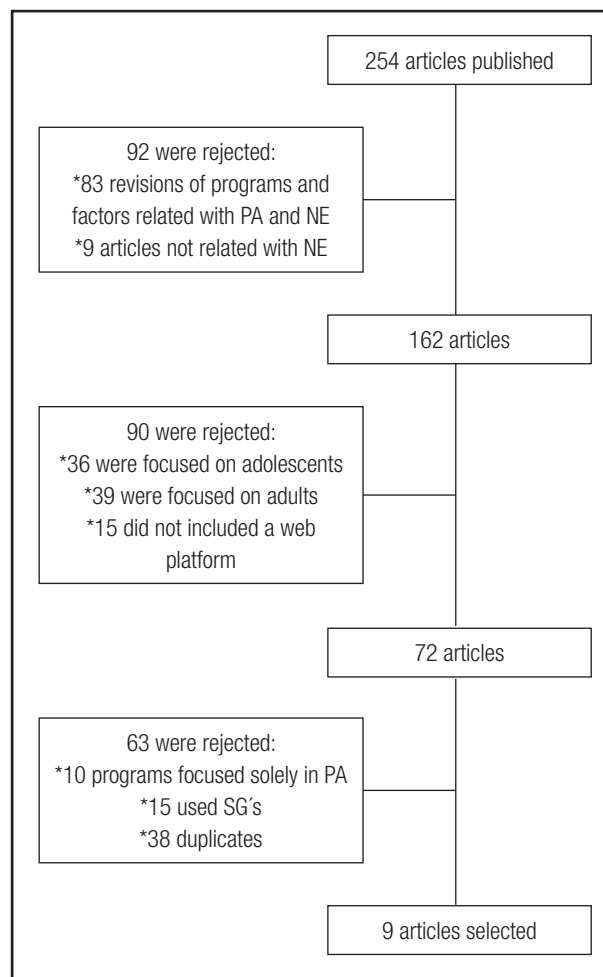 254 articles published
92 were rejected:
*83 revisions of programs and
factors related with PA and NE
*9 articles not related with NE
162 articles
90 were rejected:
*36 were focused on adolescents
*39 were focused on adults
*15 did not included a web
platform
72 articles
63 were rejected:
*10 programs focused solely in PA
*15 used SG´s
*38 duplicates
9 articles selected